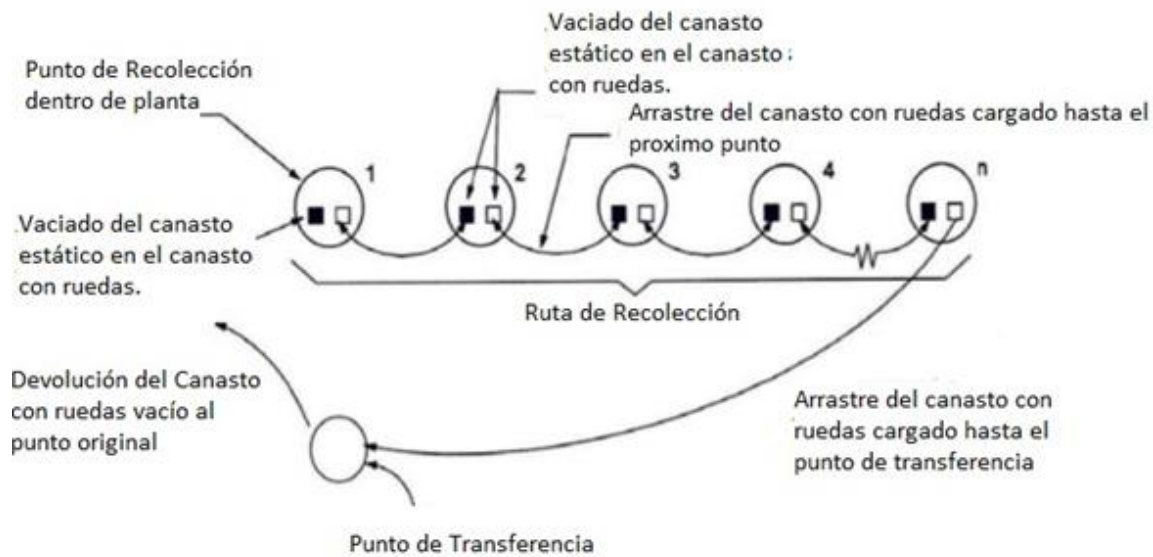 Vaciado del canasto
estático en el canasto :
con ruedas.
Punto de Recolección
dentro de planta
Arrastre del canasto con ruedas cargado hasta el
proximo punto
1
2
3
4
n
.Vaciado del canasto
estático en el canasto
con ruedas.
Ruta de Recolección
Devolución del Canasto
con ruedas vacío al
punto original
Arrastre del canasto con
ruedas cargado hasta el
punto de transferencia
Punto de Transferencia